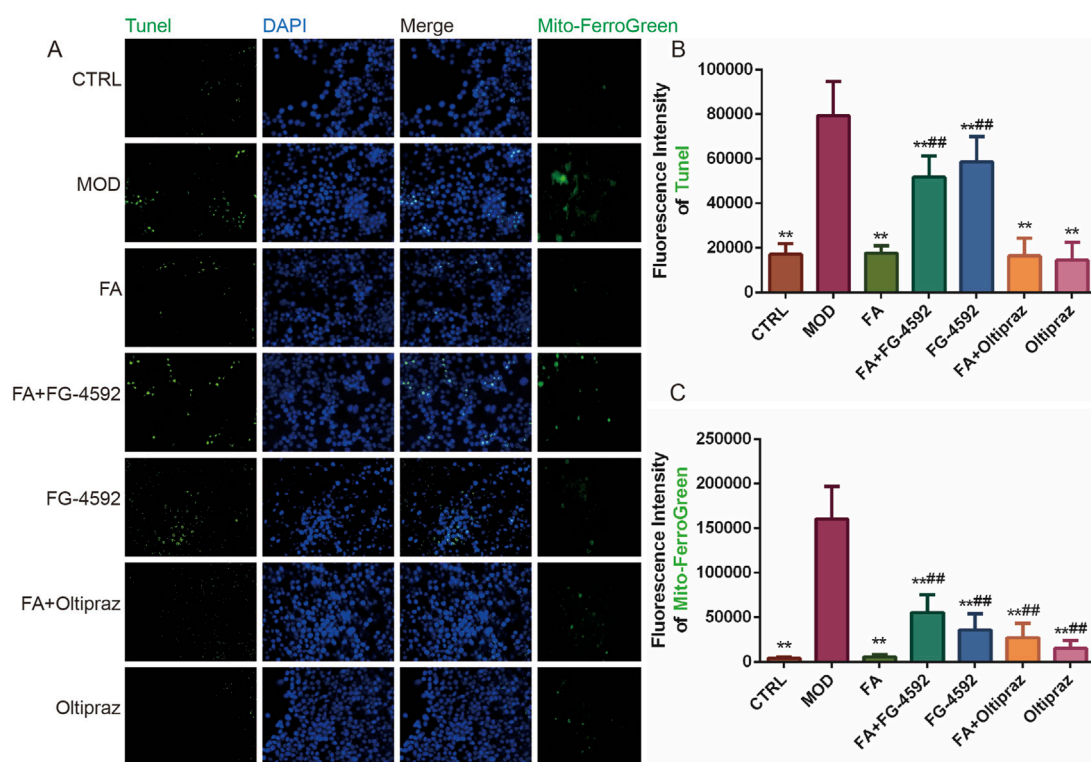 A
Tunel
DAPI
Merge
Mito-FerroGreen
CTRL
MOD
FA
FA+FG-4592
FG-4592
FA+Oltipraz
Oltipraz
B
Fluorescence Intensity
of Tunel
100000
80000
60000
40000
20000
0
**
**
**##
**##
**
**
CTRL
MOD
FA
FA+FG-4592
FG-4592
FA+Oltipraz
Oltipraz
C
Fluorescence Intensity
of Mito-FerroGreen
250000
200000
150000
100000
50000
0
**
**
**##
**##
**##
**##
CTRL
MOD
FA
FA+FG-4592
FG-4592
FA+Oltipraz
Oltipraz